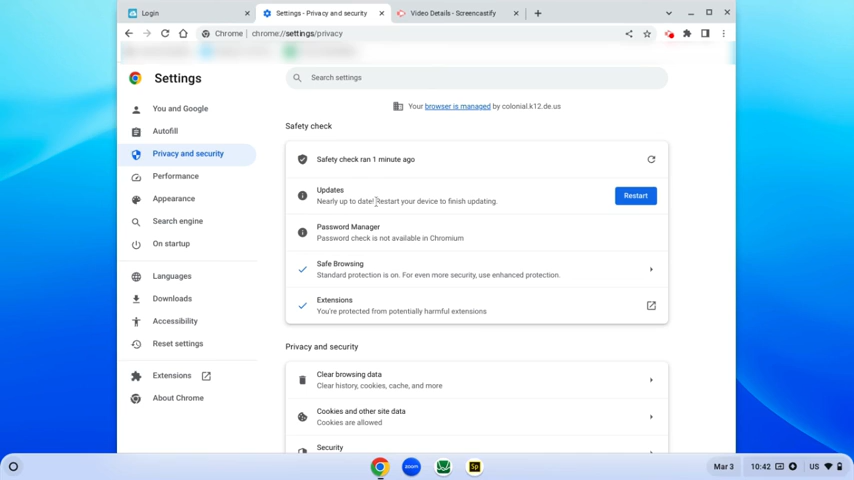 Login
Settings - Privacy and security
Video Details - Screencastify
Chrome
chrome://settings/privacy
Settings
Search settings
Your browser is managed by colonial.k12.de.us
You and Google
Autofill
Privacy and security
Performance
Appearance
Search engine
On startup
Languages
Downloads
Accessibility
Reset settings
Extensions
About Chrome
Safety check
Safety check ran 1 minute ago
Updates
Nearly up to date! Restart your device to finish updating.
Restart
Password Manager
Password check is not available in Chromium
Safe Browsing
Standard protection is on. For even more security, use enhanced protection.
Extensions
You're protected from potentially harmful extensions
Privacy and security
Clear browsing data
Clear history, cookies, cache, and more
Cookies and other site data
Cookies are allowed
Security
zoom
Sp
Mar 3
10:42
US